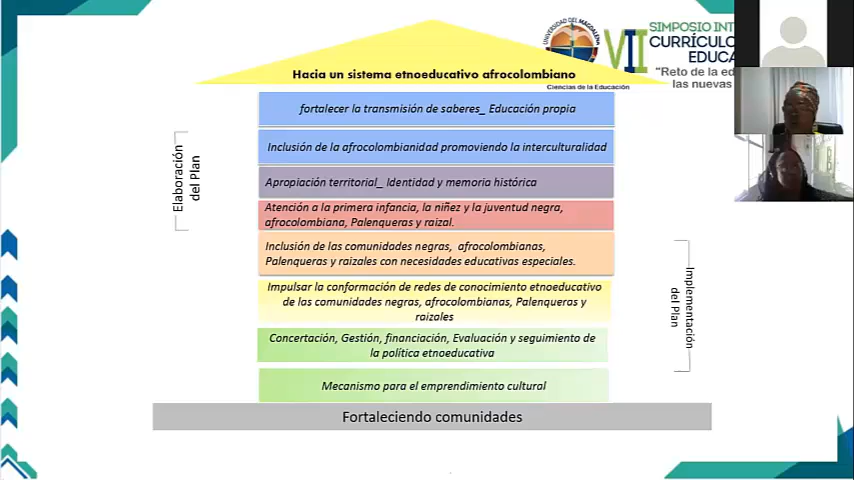 UNIVERSIDAD DEL MAGDALENA
VII
SIMPOSIO INT
CURRÍCULO
EDUCA
"Reto de la ed
las nuevas
Ciencias de la Educación
Hacia un sistema etnoeducativo afrocolombiano
fortalecer la transmisión de saberes_ Educación propia
Inclusión de la afrocolombianidad promoviendo la interculturalidad
Apropiación territorial_ Identidad y memoria histórica
Atención a la primera infancia, la niñez y la juventud negra,
afrocolombiana, Palenqueras y raizal.
Inclusión de las comunidades negras, afrocolombianas,
Palenqueras y raizales con necesidades educativas especiales.
Impulsar la conformación de redes de conocimiento etnoeducativo
de las comunidades negras, afrocolombianas, Palenqueras y
raizales
Concertación, Gestión, financiación, Evaluación y seguimiento de
la política etnoeducativa
Mecanismo para el emprendimiento cultural
Fortaleciendo comunidades
Elaboración
del Plan
Implementación
del Plan